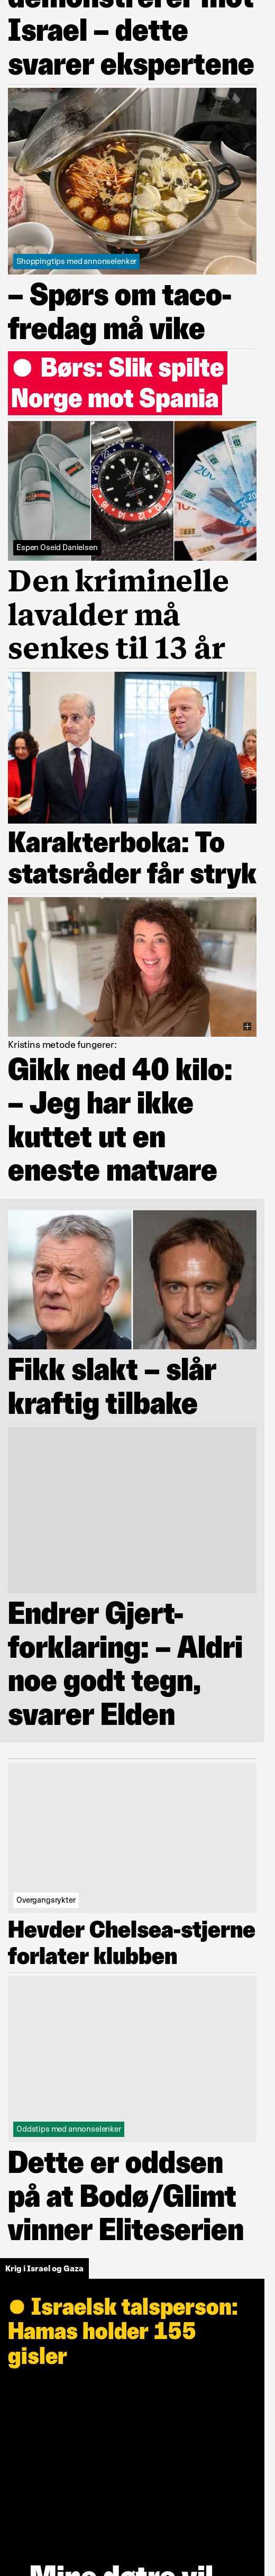 demonstrerer mot
Israel – dette
svarer ekspertene
Shoppingtips med annonselenker
– Spørs om taco-
fredag må vike
● Børs: Slik spilte
Norge mot Spania
Espen Oseid Danielsen
Den kriminelle
lavalder må
senkes til 13 år
Karakterboka: To
statsråder får stryk
Kristins metode fungerer:
Gikk ned 40 kilo:
– Jeg har ikke
kuttet ut en
eneste matvare
Fikk slakt – slår
kraftig tilbake
Endrer Gjert-
forklaring: – Aldri
noe godt tegn,
svarer Elden
Overgangsrykter
Hevder Chelsea-stjerne
forlater klubben
Oddstips med annonselenker
Dette er oddsen
på at Bodø/Glimt
vinner Eliteserien
Krig i Israel og Gaza
● Israelsk talsperson:
Hamas holder 155
gisler